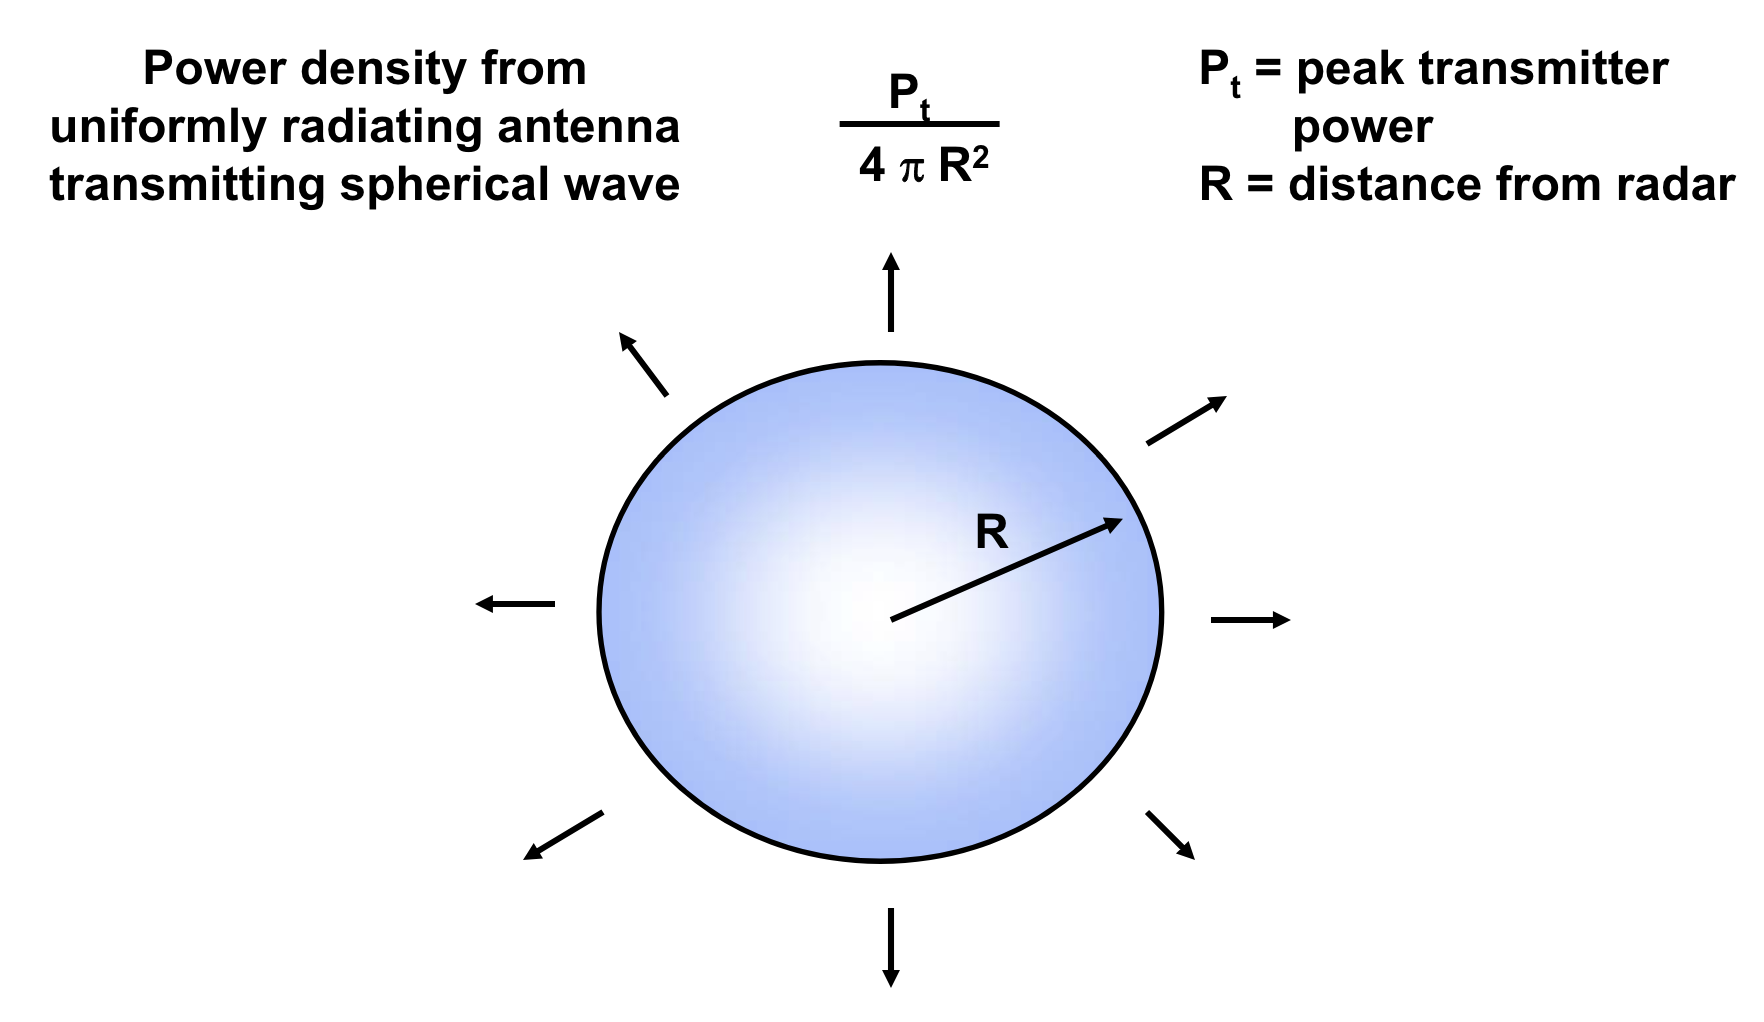 Power density from
uniformly radiating antenna
transmitting spherical wave
Pt
4 π R²
Pt = peak transmitter
power
R = distance from radar
R